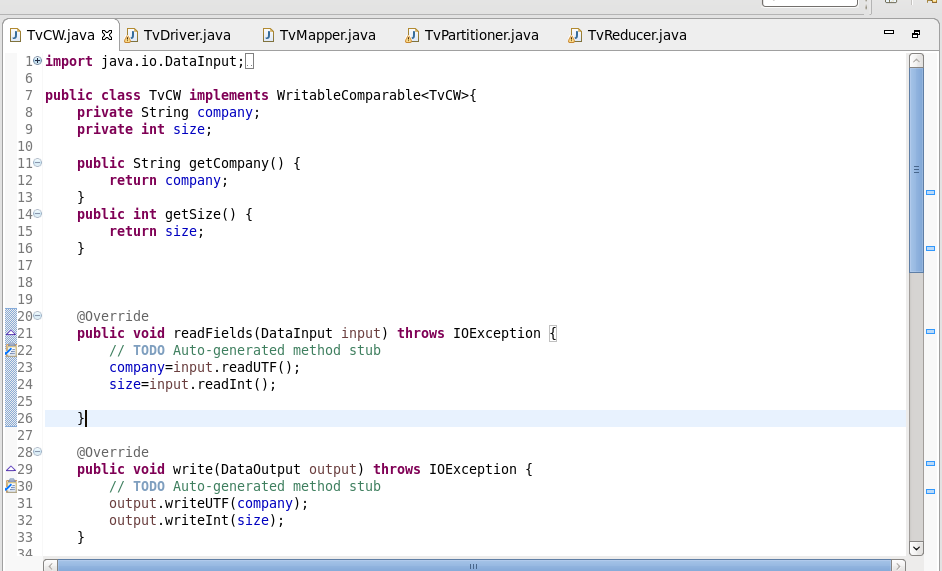 TvCW.java TvDriver.java TvMapper.java TvPartitioner.java TvReducer.java
1 import java.io.DataInput;
6
7 public class TvCW implements WritableComparable<TvCW>{
8 private String company;
9 private int size;
10
11 public String getCompany() {
12 return company;
13 }
14 public int getSize() {
15 return size;
16 }
17
18
19
20 @Override
21 public void readFields(DataInput input) throws IOException {
22 // TODO Auto-generated method stub
23 company=input.readUTF();
24 size=input.readInt();
25
26 }
27
28 @Override
29 public void write(DataOutput output) throws IOException {
30 // TODO Auto-generated method stub
31 output.writeUTF(company);
32 output.writeInt(size);
33 }
34